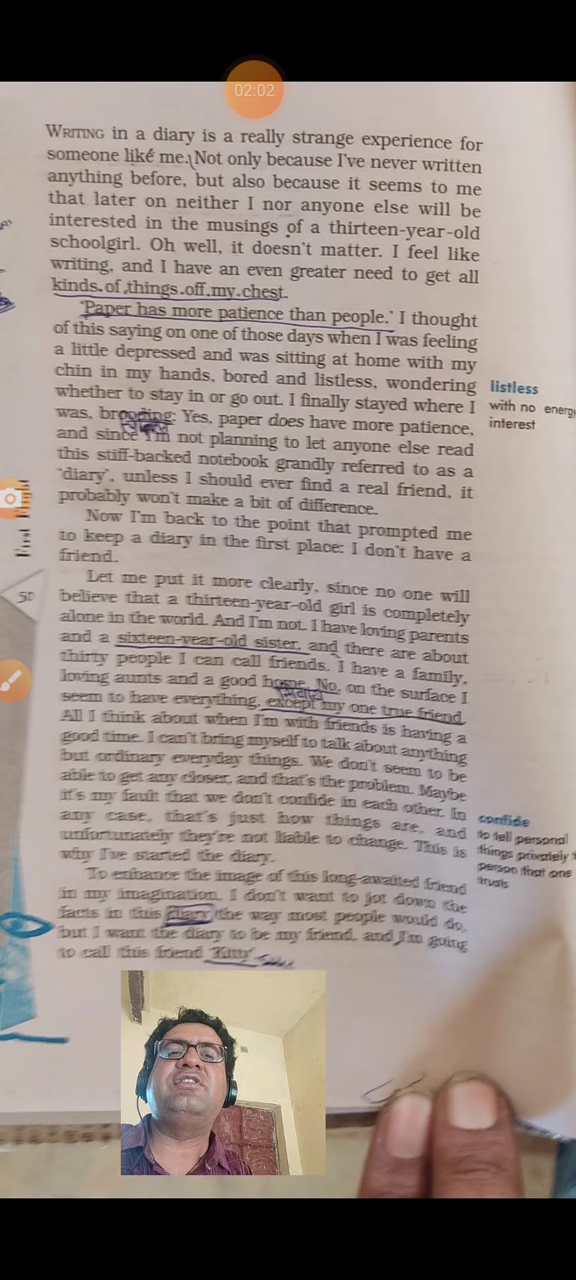 02:02
WRITING in a diary is a really strange experience for
someone like me. Not only because I've never written
anything before, but also because it seems to me
that later on neither I nor anyone else will be
interested in the musings of a thirteen-year-old
schoolgirl. Oh well, it doesn't matter. I feel like
writing, and I have an even greater need to get all
kinds of things off my chest.
'Paper has more patience than people.' I thought
of this saying on one of those days when I was feeling
a little depressed and was sitting at home with my
chin in my hands, bored and listless, wondering
whether to stay in or go out. I finally stayed where I
was, brooding: Yes, paper does have more patience,
and since I'm not planning to let anyone else read
this stiff-backed notebook grandly referred to as a
'diary', unless I should ever find a real friend, it
probably won't make a bit of difference.
Now I'm back to the point that prompted me
to keep a diary in the first place: I don't have a
friend.
Let me put it more clearly, since no one will
believe that a thirteen-year-old girl is completely
alone in the world. And I'm not. I have loving parents
and a sixteen-year-old sister, and there are about
thirty people I can call friends. I have a family,
loving aunts and a good home. No, on the surface I
seem to have everything, except my one true friend.
All I think about when I'm with friends is having a
good time. I can't bring myself to talk about anything
but ordinary everyday things. We don't seem to be
able to get any closer, and that's the problem. Maybe
it's my fault that we don't confide in each other. In
any case, that's just how things are, and
unfortunately they're not liable to change. This is
why I've started the diary.
To enhance the image of this long-awaited friend
in my imagination, I don't want to jot down the
facts in this diary the way most people would do,
but I want the diary to be my friend, and I'm going
to call this friend 'Kitty'.
listless
with no energy
interest
confide
to tell personal
things privately
person that one
trusts
First Flight
50